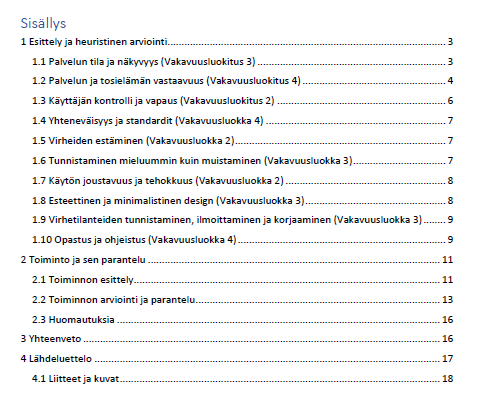 Sisällys
1 Esittely ja heuristinen arviointi 3
1.1 Palvelun tila ja näkyvyys (Vakavuusluokitus 3) 3
1.2 Palvelun ja tosielämän vastaavuus (Vakavuusluokitus 4) 4
1.3 Käyttäjän kontrolli ja vapaus (Vakavuusluokitus 2) 6
1.4 Yhteneväisyys ja standardit (Vakavuusluokka 4) 7
1.5 Virheiden estäminen (Vakavuusluokka 2) 7
1.6 Tunnistaminen mieluummin kuin muistaminen (Vakavuusluokka 3) 7
1.7 Käytön joustavuus ja tehokkuus (Vakavuusluokka 2) 8
1.8 Esteettinen ja minimalistinen design (Vakavuusluokka 3) 8
1.9 Virhetilanteiden tunnistaminen, ilmoittaminen ja korjaaminen (Vakavuusluokka 3) 9
1.10 Opastus ja ohjeistus (Vakavuusluokka 4) 9
2 Toiminto ja sen parantelu 11
2.1 Toiminnon esittely 11
2.2 Toiminnon arviointi ja parantelu 13
2.3 Huomautuksia 16
3 Yhteenveto 16
4 Lähdeluettelo 17
4.1 Liitteet ja kuvat 18